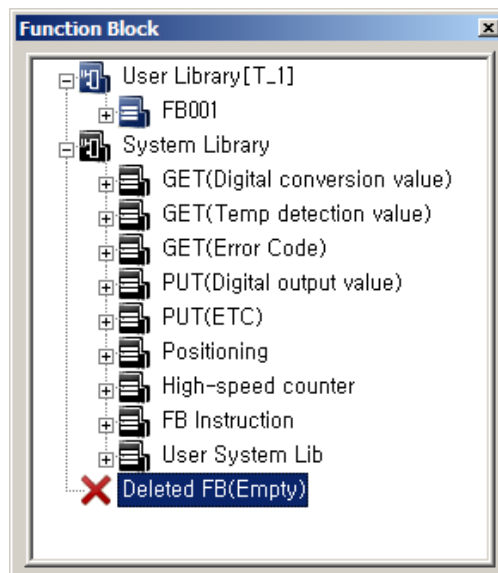 Function Block
User Library[T_1]
FB001
System Library
GET(Digital conversion value)
GET(Temp detection value)
GET(Error Code)
PUT(Digital output value)
PUT(ETC)
Positioning
High-speed counter
FB Instruction
User System Lib
Deleted FB(Empty)